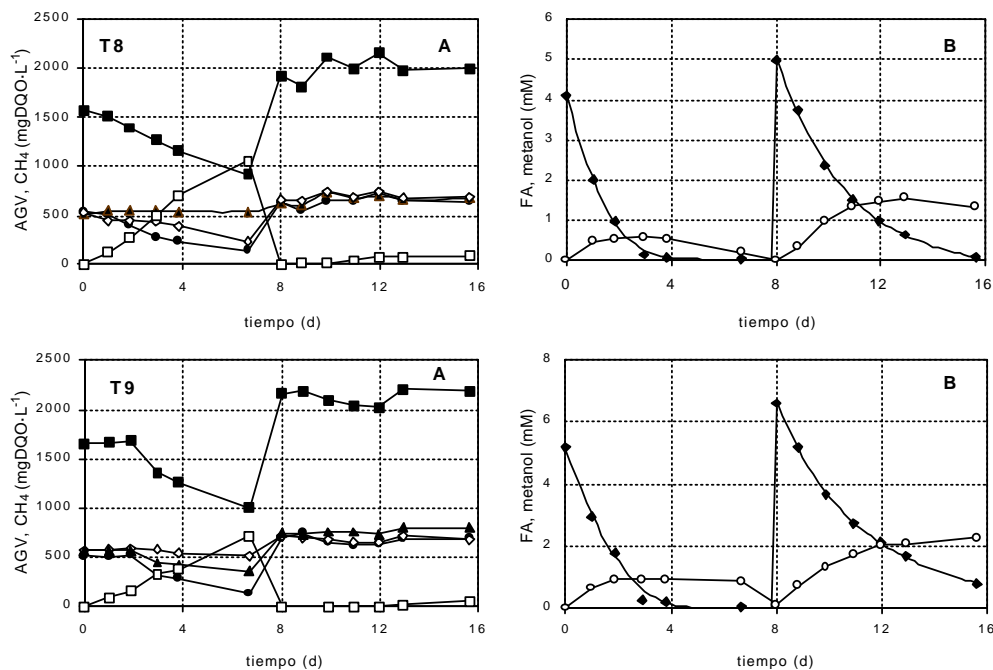 T8
A
AGV, CH4 (mgDQO·L-1)
2500
2000
1500
1000
500
0
0 4 8 12 16
tiempo (d)
B
FA, metanol (mM)
6
5
4
3
2
1
0
0 4 8 12 16
tiempo (d)
T9
A
AGV, CH4 (mgDQO·L-1)
2500
2000
1500
1000
500
0
0 4 8 12 16
tiempo (d)
B
FA, metanol (mM)
8
6
4
2
0
0 4 8 12 16
tiempo (d)